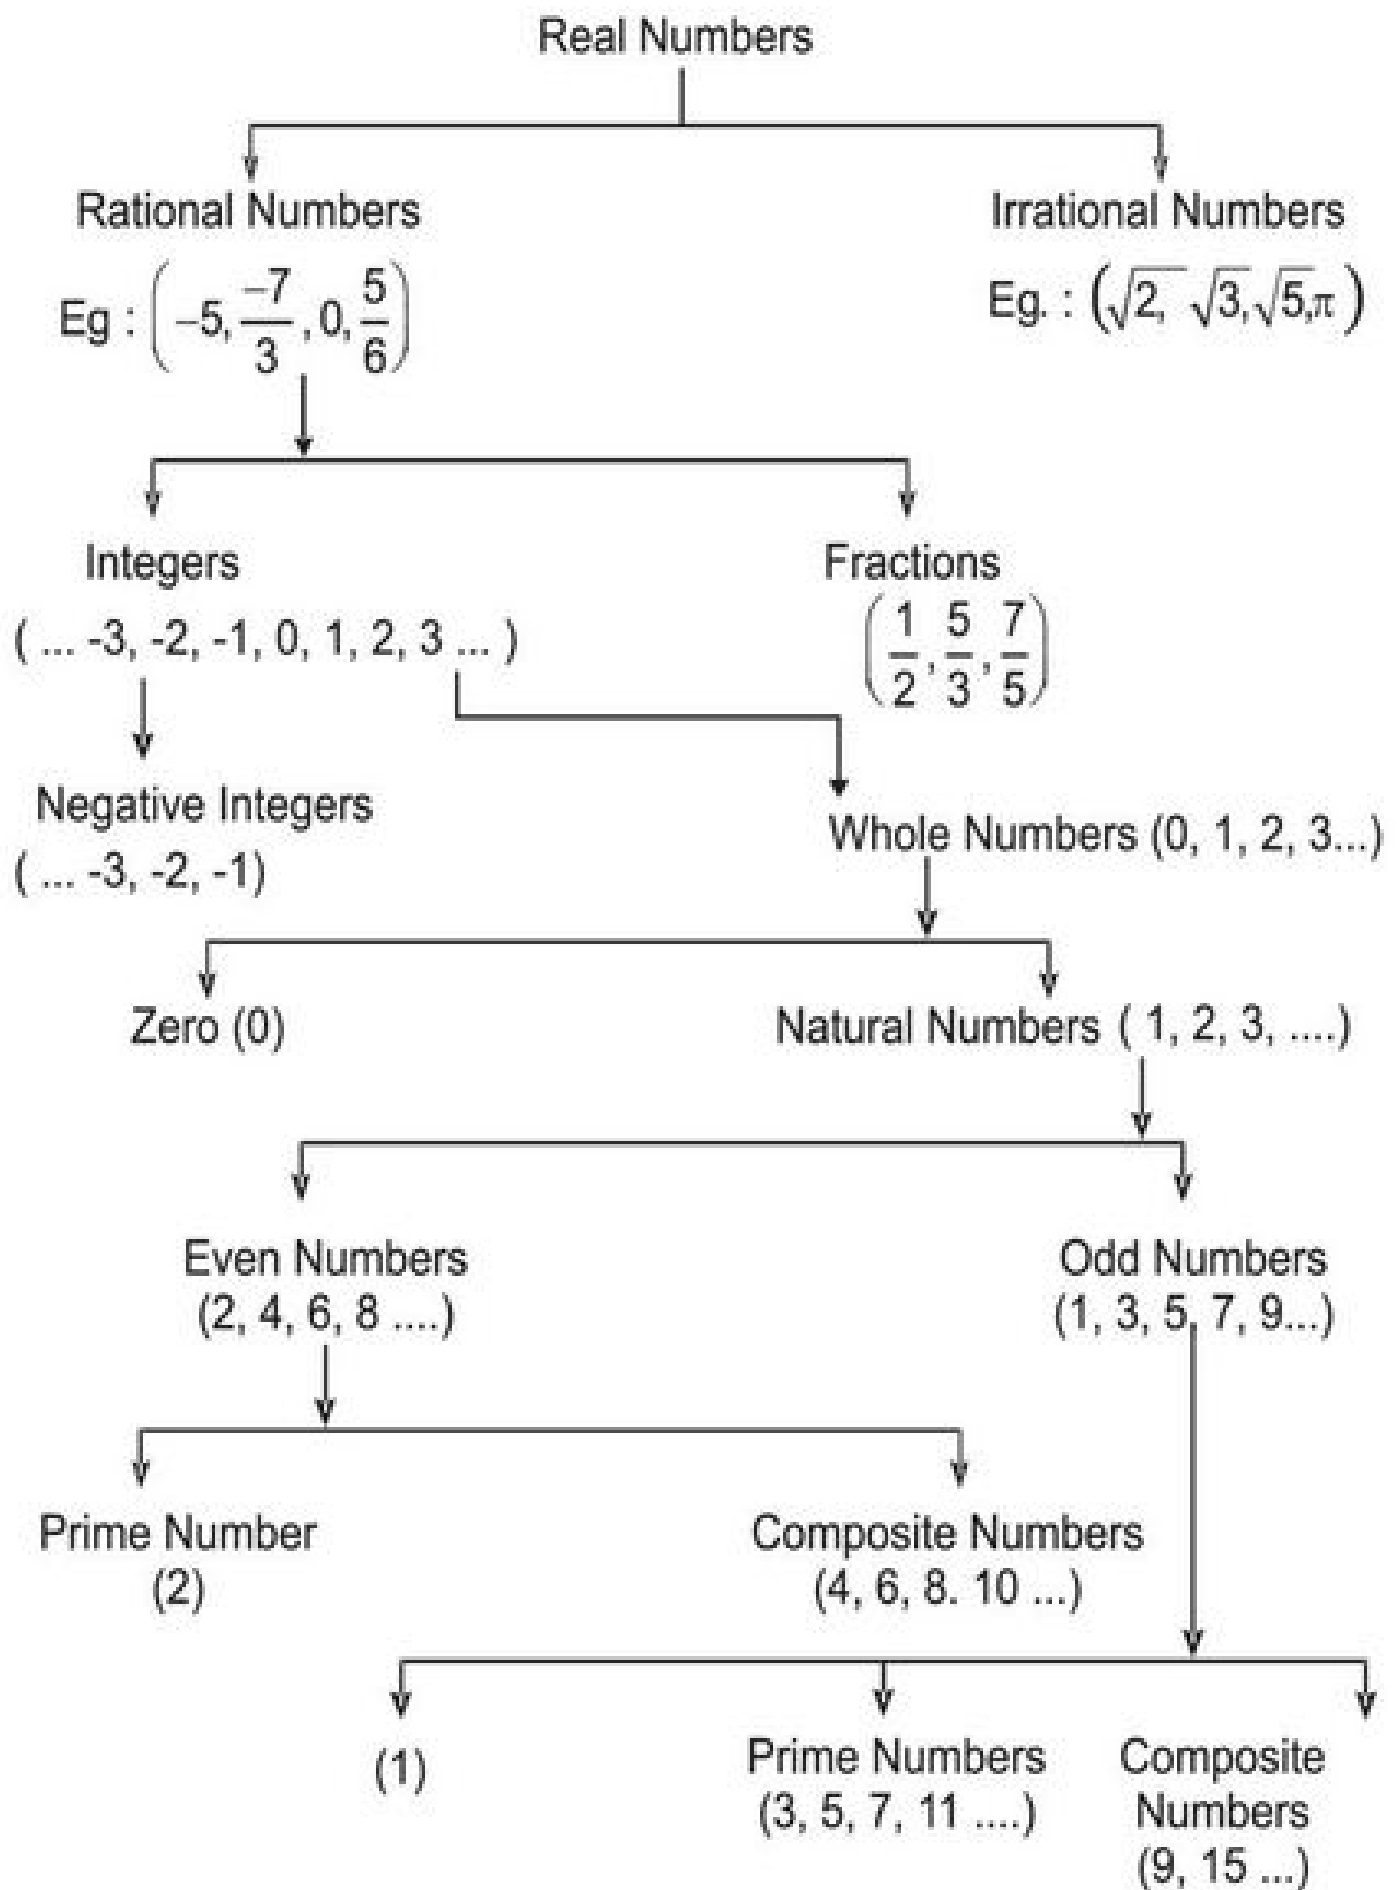 Real Numbers
Rational Numbers
Irrational Numbers
Eg : (−5, −7/3, 0, 5/6)
Eg. : (√2, √3, √5, π)
Integers
Fractions
( ... -3, -2, -1, 0, 1, 2, 3 ... )
(1/2, 5/3, 7/5)
Negative Integers
( ... -3, -2, -1)
Whole Numbers (0, 1, 2, 3...)
Zero (0)
Natural Numbers ( 1, 2, 3, ....)
Even Numbers
(2, 4, 6, 8 ....)
Odd Numbers
(1, 3, 5, 7, 9...)
Prime Number
(2)
Composite Numbers
(4, 6, 8. 10 ...)
(1)
Prime Numbers
(3, 5, 7, 11 ....)
Composite
Numbers
(9, 15 ...)